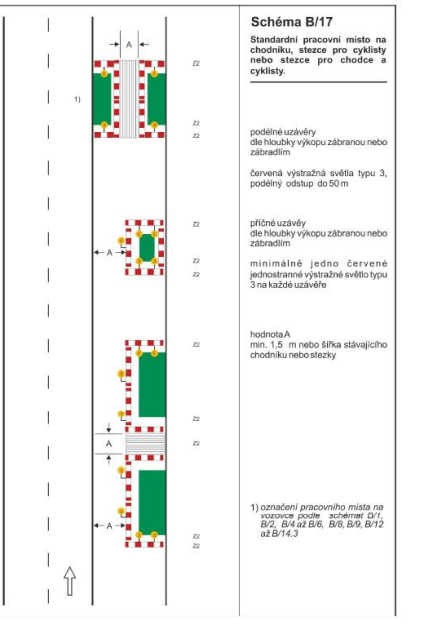 Schéma B/17
Standardní pracovní místo na
chodníku, stezce pro cyklisty
nebo stezce pro chodce a
cyklisty.
A
Z2
1)
Z2
Z2
podélné uzávěry
dle hloubky výkopu zábranou nebo
zábradlím
červená výstražná světla typu 3,
podélný odstup do 50 m
Z2
A
Z2
Z2
příčné uzávěy
dle hloubky výkopu zábranou nebo
zábradlím
minimálně jedno červené
jednostranné výstražné světlo typu
3 na každé uzávěře
Z2
Z2
A
Z2
A
Z2
Z2
hodnota A
min. 1,5 m nebo šířka stávajícího
chodníku nebo stezky
1) označení pracovního místa na
vozovce podle schémat D/1,
B/2, B/4 až B/6, B/8, B/9, B/12
až B/14.3